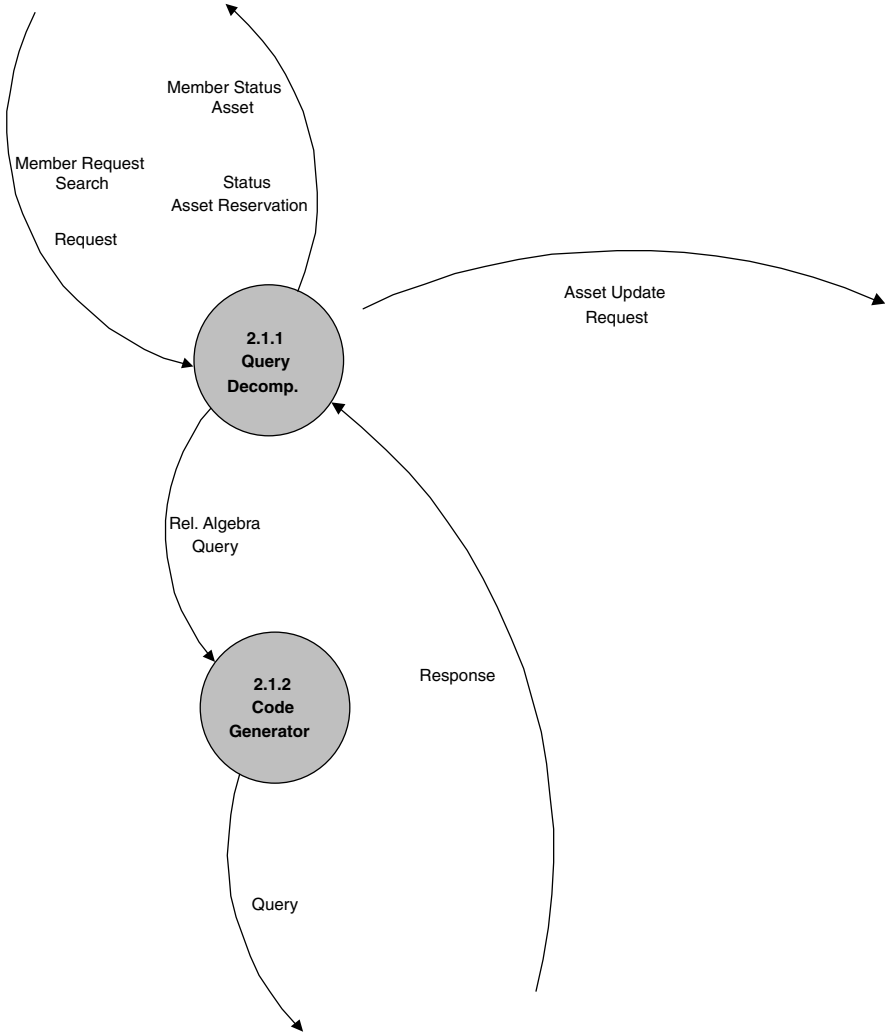 Member Status
Asset
Member Request
Search
Status
Asset Reservation
Request
Asset Update
Request
2.1.1
Query
Decomp.
Rel. Algebra
Query
Response
2.1.2
Code
Generator
Query